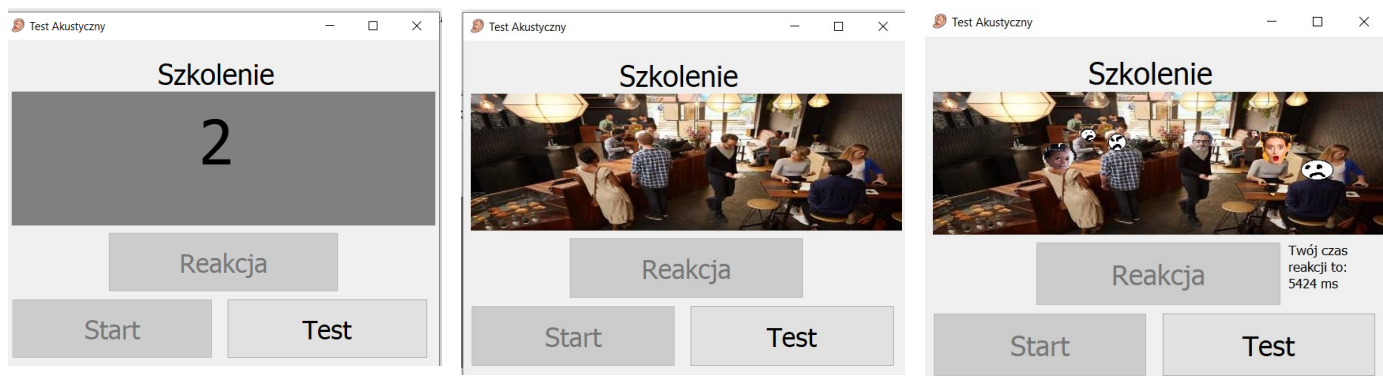 Test Akustyczny
Szkolenie
2
Reakcja
Start
Test
Test Akustyczny
Szkolenie
Reakcja
Start
Test
Test Akustyczny
Szkolenie
Reakcja
Twój czas
reakcji to:
5424 ms
Start
Test